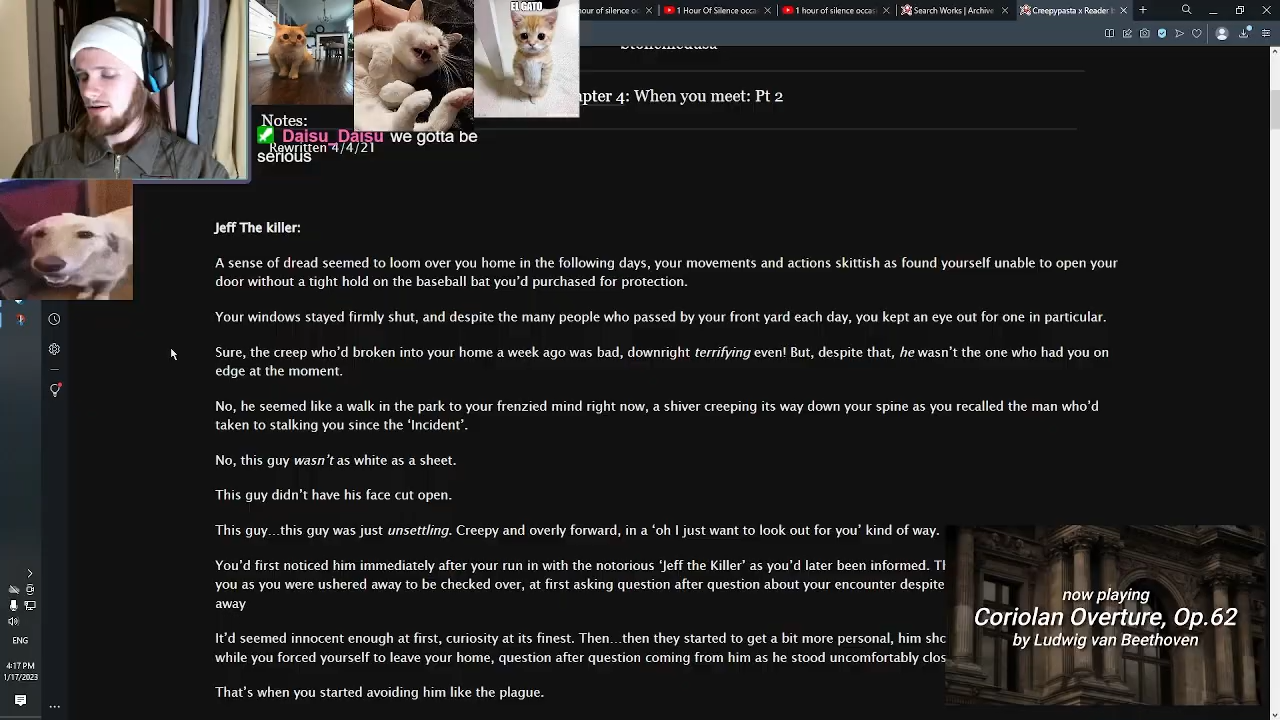 EL GATO
hour of silence oc
1 Hour Of Silence occa
1 hour of silence occas
Search Works | Archive
Creepypasta x Reader
pter 4: When you meet: Pt 2
Notes:
Daisu_Daisu we gotta be
serious
Rewritten 4/4/21
Jeff The killer:
A sense of dread seemed to loom over you home in the following days, your movements and actions skittish as found yourself unable to open your
door without a tight hold on the baseball bat you’d purchased for protection.
Your windows stayed firmly shut, and despite the many people who passed by your front yard each day, you kept an eye out for one in particular.
Sure, the creep who’d broken into your home a week ago was bad, downright terrifying even! But, despite that, he wasn’t the one who had you on
edge at the moment.
No, he seemed like a walk in the park to your frenzied mind right now, a shiver creeping its way down your spine as you recalled the man who’d
taken to stalking you since the ‘Incident’.
No, this guy wasn’t as white as a sheet.
This guy didn’t have his face cut open.
This guy…this guy was just unsettling. Creepy and overly forward, in a ‘oh I just want to look out for you’ kind of way.
You’d first noticed him immediately after your run in with the notorious ‘Jeff the Killer’ as you’d later been informed.
you as you were ushered away to be checked over, at first asking question after question about your encounter despite
away
It’d seemed innocent enough at first, curiosity at its finest. Then…then they started to get a bit more personal, him
while you forced yourself to leave your home, question after question coming from him as he stood uncomfortably
That’s when you started avoiding him like the plague.
now playing
Coriolan Overture, Op.62
by Ludwig van Beethoven
ENG
4:17 PM
1/17/2023